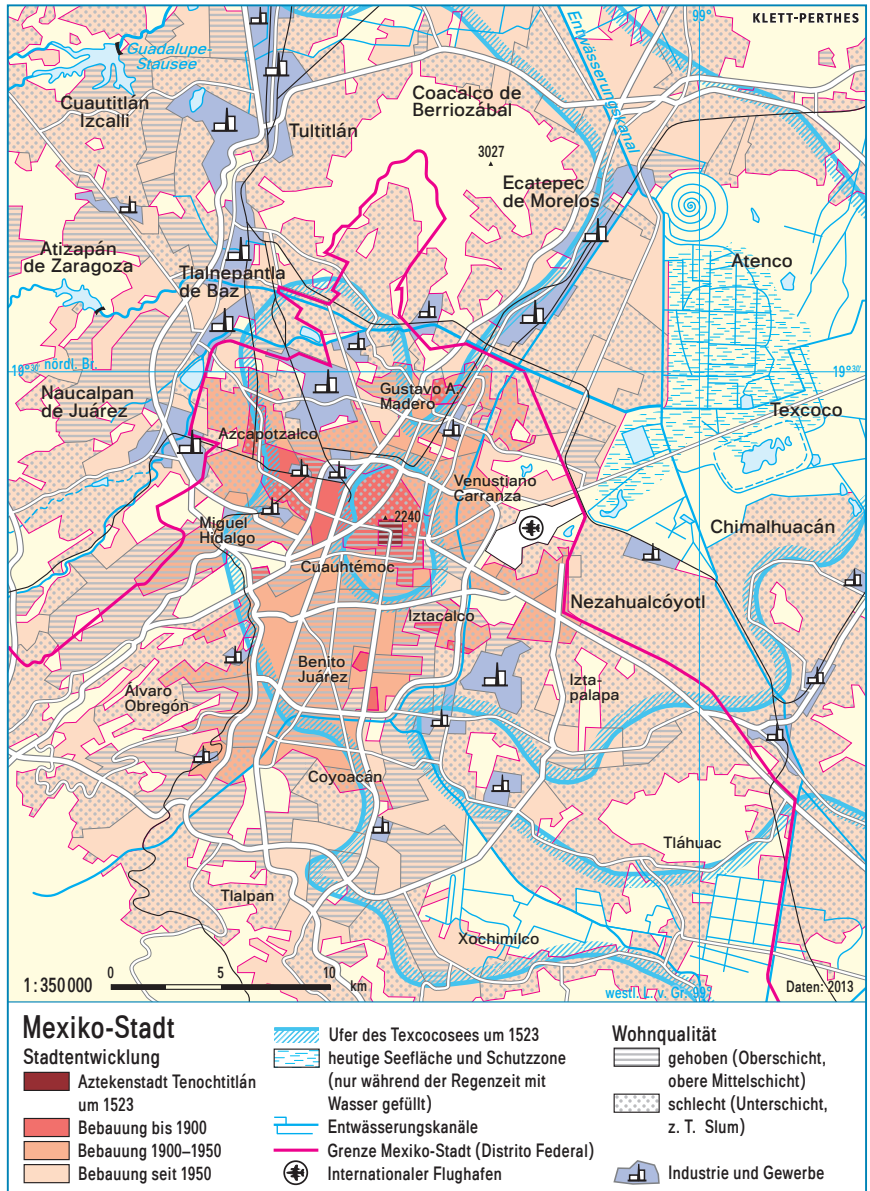 KLETT-PERTHES
99°
Guadalupe-
Stausee
Entwässerungskanal
Cuautitlán
Izcalli
Coacalco de
Berriozábal
Tultitlán
3027
Ecatepec
de Morelos
Atizapán
de Zaragoza
Atenco
Tlalnepantla
de Baz
19°30' nördl. Br.
19°30'
Naucalpan
de Juárez
Gustavo A.
Madero
Texcoco
Azcapotzalco
Venustiano
Carranza
2240
Miguel
Hidalgo
Chimalhuacán
Cuauhtémoc
Nezahualcóyotl
Iztacalco
Benito
Juárez
Izta-
palapa
Álvaro
Obregón
Coyoacán
Tláhuac
Tlalpan
Xochimilco
1:350 000
0 5 10
km
westl. L. v. Gr. 99°
Daten: 2013
Mexiko-Stadt
Stadtentwicklung
Aztekenstadt Tenochtitlán
um 1523
Bebauung bis 1900
Bebauung 1900–1950
Bebauung seit 1950
Ufer des Texcocosees um 1523
heutige Seefläche und Schutzzone
(nur während der Regenzeit mit
Wasser gefüllt)
Entwässerungskanäle
Grenze Mexiko-Stadt (Distrito Federal)
Internationaler Flughafen
Wohnqualität
gehoben (Oberschicht,
obere Mittelschicht)
schlecht (Unterschicht,
z. T. Slum)
Industrie und Gewerbe